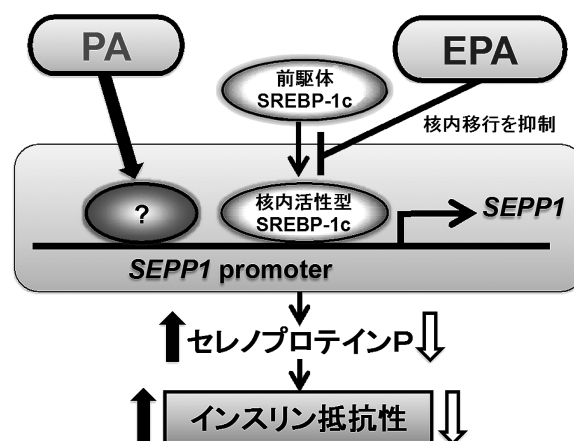 PA
EPA
前駆体
SREBP-1c
核内移行を抑制
?
核内活性型
SREBP-1c
SEPP1
SEPP1 promoter
セレノプロテインP
インスリン抵抗性